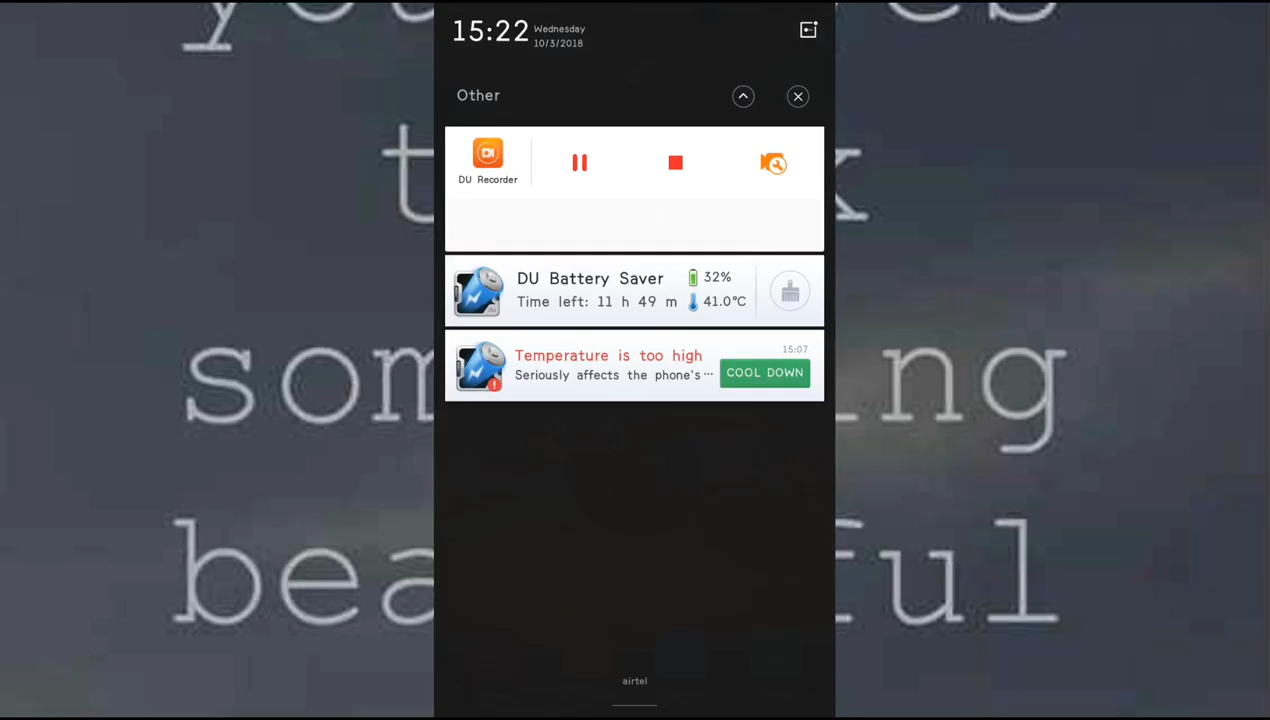 15:22 Wednesday
10/3/2018
Other
DU Recorder
DU Battery Saver 32%
Time left: 11 h 49 m 41.0°C
15:07
Temperature is too high
Seriously affects the phone's ...
COOL DOWN
airtel